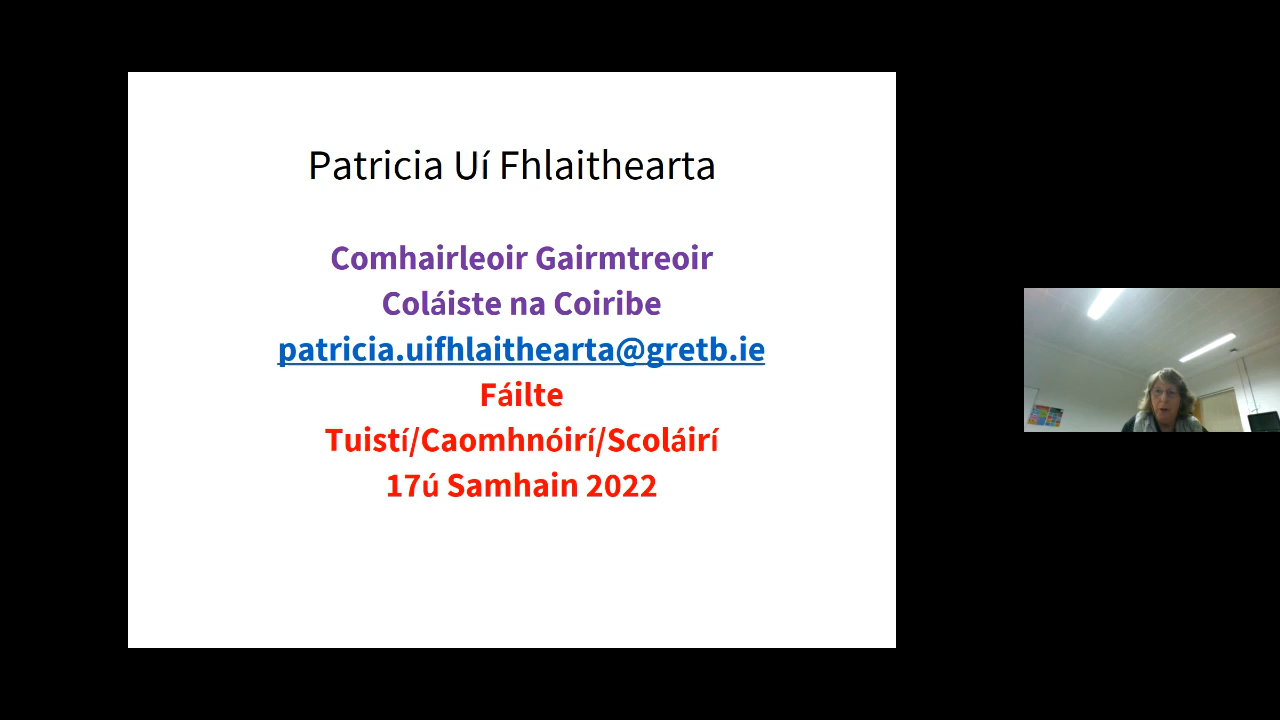 Patricia Uí Fhlaithearta
Comhairleoir Gairmtreoir
Coláiste na Coiribe
patricia.uifhlaithearta@gretb.ie
Fáilte
Tuistí/Caomhnóirí/Scoláirí
17ú Samhain 2022